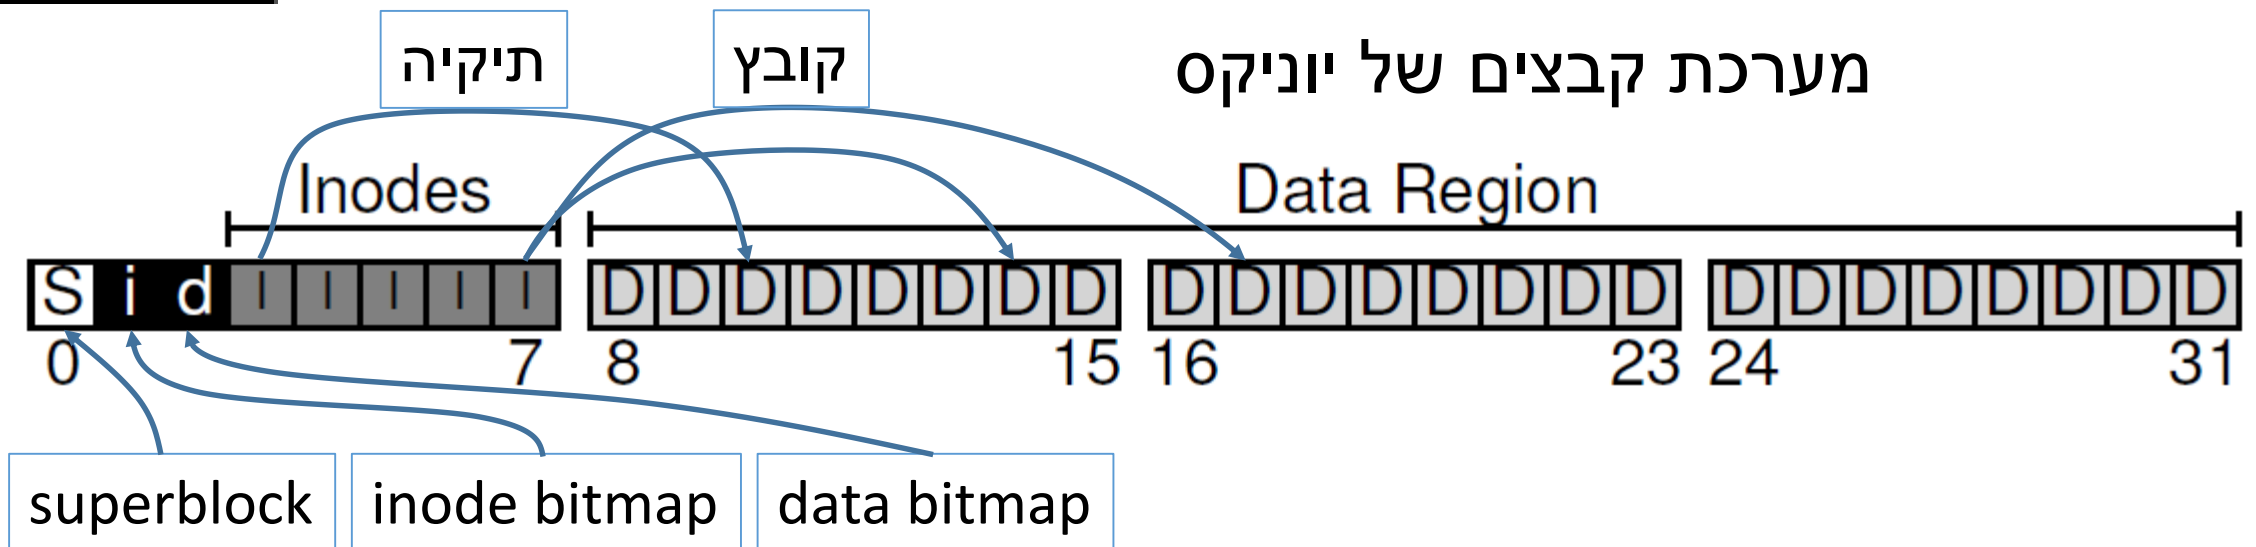 מערכת קבצים של יוניקס
תיקיה קובץ
Inodes Data Region
S i d I I I I I D D D D D D D D D D D D D D D D D D D D D D D D
0 7 8 15 16 23 24 31
superblock inode bitmap data bitmap